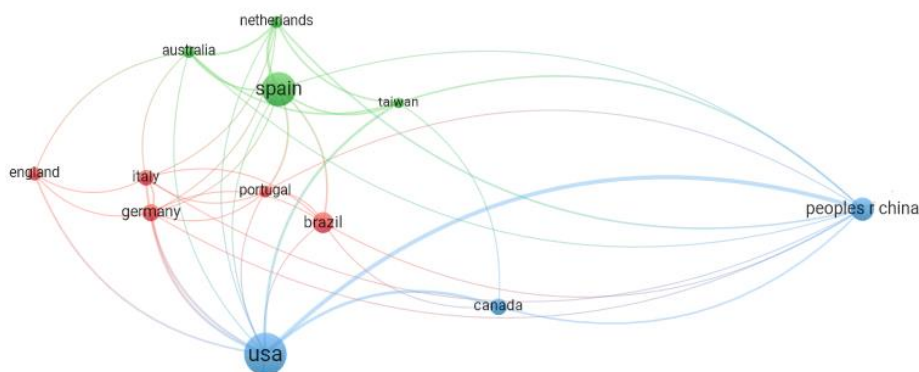 netherlands
australia
spain
taiwan
england
italy
portugal
germany
brazil
peoples r china
canada
usa